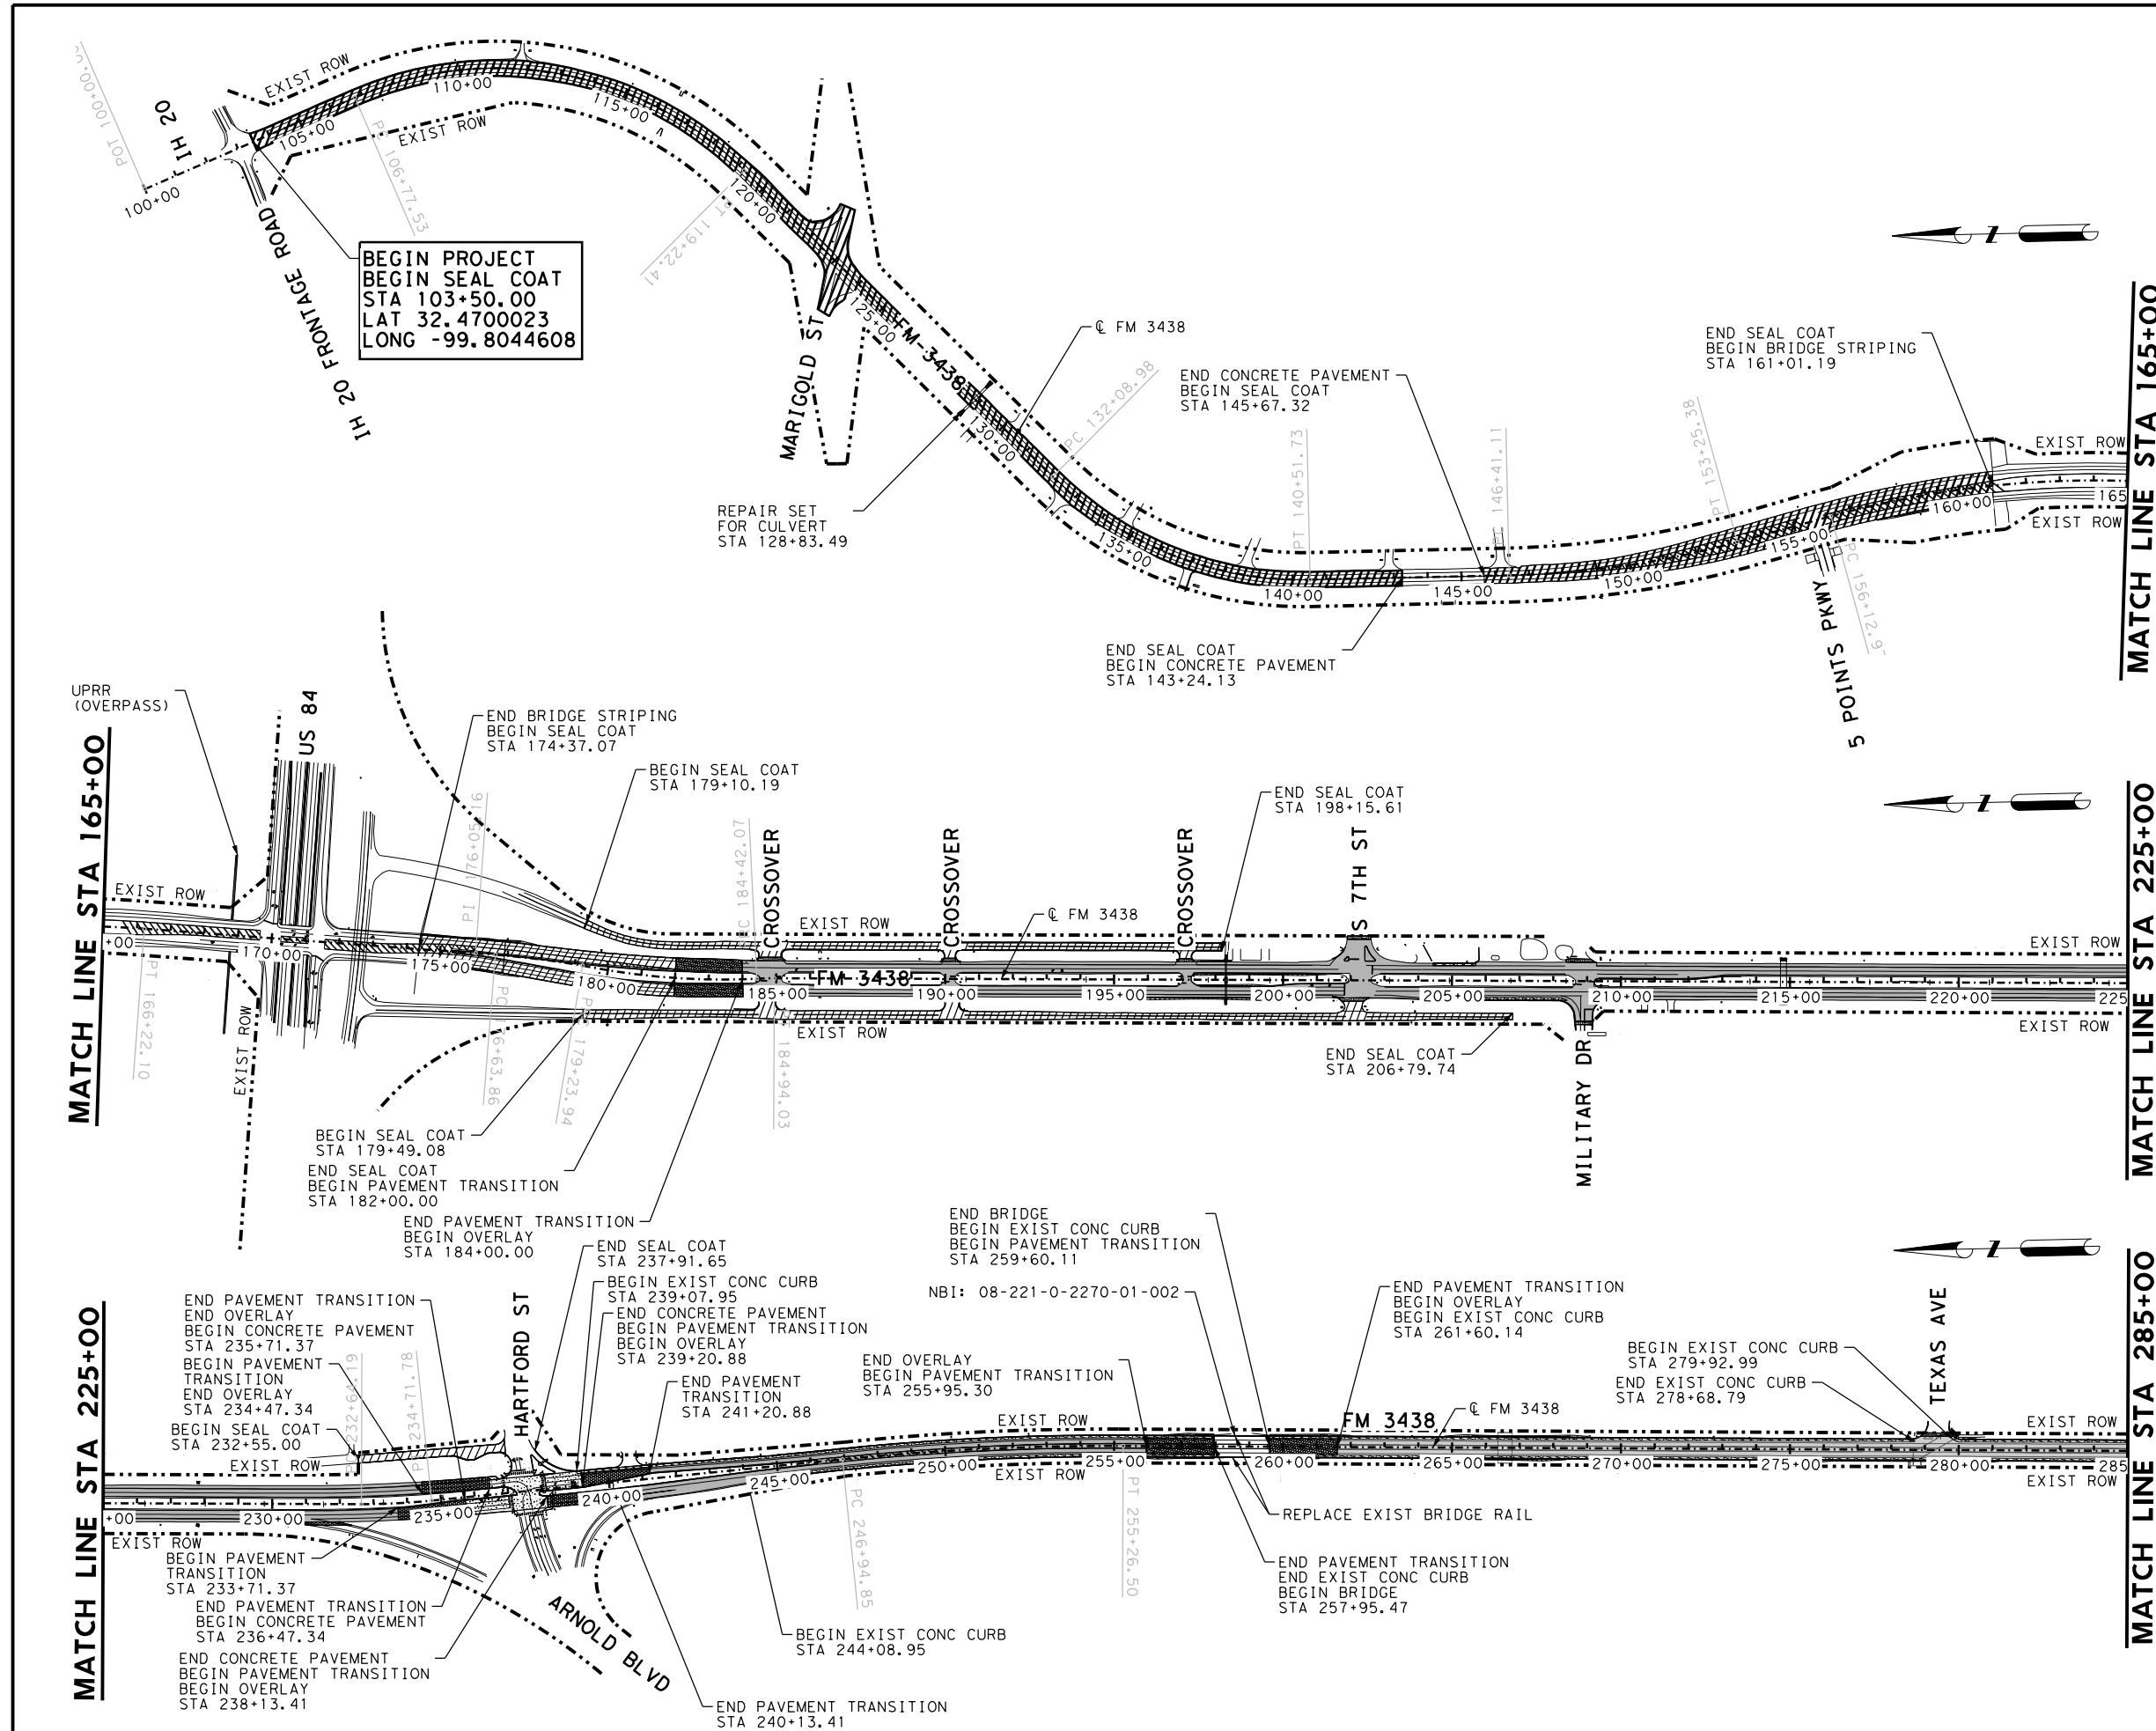 EXIST ROW
110+00
115+00
105+00
EXIST ROW
IH 20
100+00
PC 106+77.53
120+00
PT 119+22.41
IH 20 FRONTAGE ROAD
BEGIN PROJECT
BEGIN SEAL COAT
STA 103+50.00
LAT 32.4700023
LONG -99.8044608
MARIGOLD ST
125+00
FM 3438
℄ FM 3438
130+00
PC 132+08.98
REPAIR SET
FOR CULVERT
STA 128+83.49
135+00
END CONCRETE PAVEMENT
BEGIN SEAL COAT
STA 145+67.32
PT 140+51.73
PC 146+41.11
PT 153+25.38
END SEAL COAT
BEGIN BRIDGE STRIPING
STA 161+01.19
EXIST ROW
165
EXIST ROW
160+00
155+00
150+00
145+00
140+00
END SEAL COAT
BEGIN CONCRETE PAVEMENT
STA 143+24.13
5 POINTS PKWY
MATCH LINE STA 165+00
MATCH LINE STA 165+00
UPRR
(OVERPASS)
US 84
END BRIDGE STRIPING
BEGIN SEAL COAT
STA 174+37.07
BEGIN SEAL COAT
STA 179+10.19
PI 176+05.16
PC 184+42.07
CROSSOVER
CROSSOVER
CROSSOVER
END SEAL COAT
STA 198+15.61
S 7TH ST
EXIST ROW
EXIST ROW
℄ FM 3438
EXIST ROW
+00
170+00
175+00
180+00
185+00
FM 3438
190+00
195+00
200+00
205+00
210+00
215+00
220+00
225
PT 166+22.10
EXIST ROW
EXIST ROW
EXIST ROW
179+23.94
184+94.03
END SEAL COAT
STA 206+79.74
MILITARY DR
BEGIN SEAL COAT
STA 179+49.08
END SEAL COAT
BEGIN PAVEMENT TRANSITION
STA 182+00.00
END PAVEMENT TRANSITION
BEGIN OVERLAY
STA 184+00.00
MATCH LINE STA 225+00
MATCH LINE STA 225+00
END PAVEMENT TRANSITION
END OVERLAY
BEGIN CONCRETE PAVEMENT
STA 235+71.37
BEGIN PAVEMENT
TRANSITION
END OVERLAY
STA 234+47.34
BEGIN SEAL COAT
STA 232+55.00
EXIST ROW
232+64.19
234+71.78
HARTFORD ST
END SEAL COAT
STA 237+91.65
BEGIN EXIST CONC CURB
STA 239+07.95
END CONCRETE PAVEMENT
BEGIN PAVEMENT TRANSITION
BEGIN OVERLAY
STA 239+20.88
END PAVEMENT
TRANSITION
STA 241+20.88
END BRIDGE
BEGIN EXIST CONC CURB
BEGIN PAVEMENT TRANSITION
STA 259+60.11
NBI: 08-221-0-2270-01-002
END OVERLAY
BEGIN PAVEMENT TRANSITION
STA 255+95.30
END PAVEMENT TRANSITION
BEGIN OVERLAY
BEGIN EXIST CONC CURB
STA 261+60.14
BEGIN EXIST CONC CURB
STA 279+92.99
END EXIST CONC CURB
STA 278+68.79
TEXAS AVE
EXIST ROW
FM 3438
℄ FM 3438
EXIST ROW
+00
230+00
235+00
240+00
245+00
250+00
255+00
260+00
265+00
270+00
275+00
280+00
285
EXIST ROW
EXIST ROW
EXIST ROW
BEGIN PAVEMENT
TRANSITION
STA 233+71.37
END PAVEMENT TRANSITION
BEGIN CONCRETE PAVEMENT
STA 236+47.34
END CONCRETE PAVEMENT
BEGIN PAVEMENT TRANSITION
BEGIN OVERLAY
STA 238+13.41
ARNOLD BLVD
END PAVEMENT TRANSITION
STA 240+13.41
BEGIN EXIST CONC CURB
STA 244+08.95
PC 246+94.85
PT 255+26.50
REPLACE EXIST BRIDGE RAIL
END PAVEMENT TRANSITION
END EXIST CONC CURB
BEGIN BRIDGE
STA 257+95.47
MATCH LINE STA 285+00